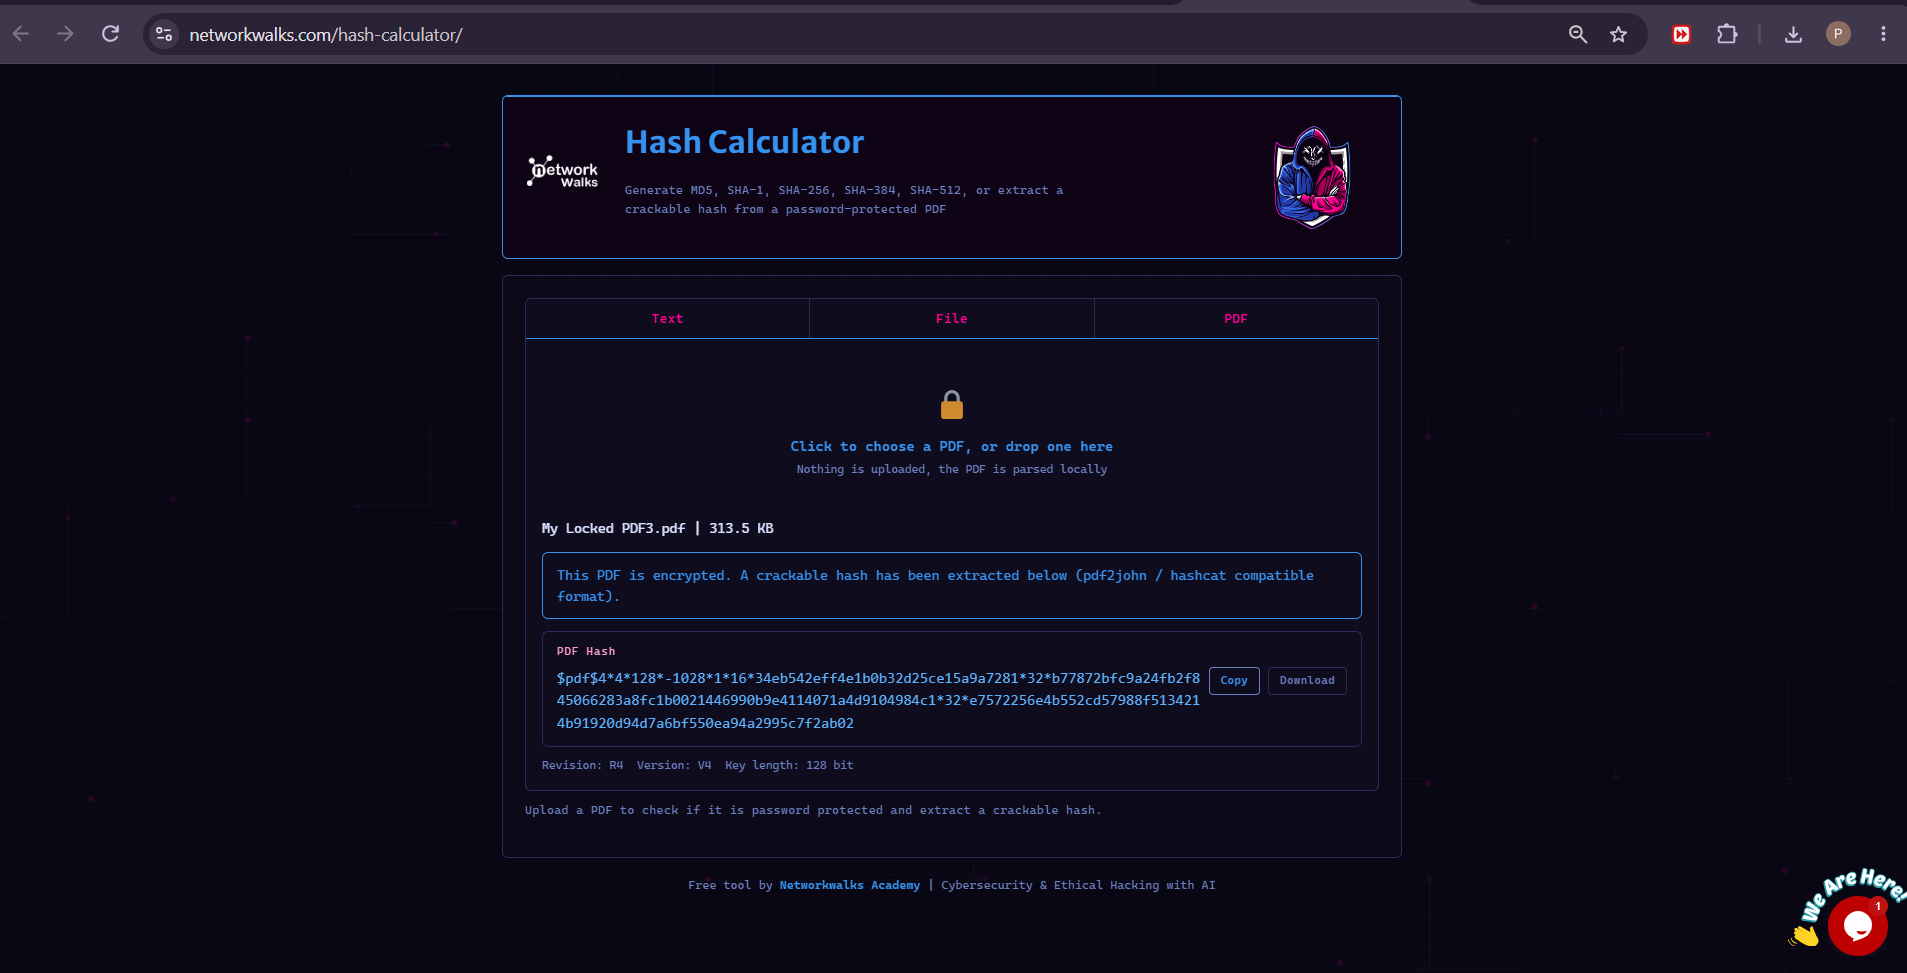 networkwalks.com/hash-calculator/
P
network
Walks
Hash Calculator
Generate MD5, SHA-1, SHA-256, SHA-384, SHA-512, or extract a
crackable hash from a password-protected PDF
Text
File
PDF
Click to choose a PDF, or drop one here
Nothing is uploaded, the PDF is parsed locally
My Locked PDF3.pdf | 313.5 KB
This PDF is encrypted. A crackable hash has been extracted below (pdf2john / hashcat compatible
format).
PDF Hash
$pdf$4*4*128*-1028*1*16*34eb542eff4e1b0b32d25ce15a9a7281*32*b77872bfc9a24fb2f8
45066283a8fc1b0021446990b9e4114071a4d9104984c1*32*e7572256e4b552cd57988f513421
4b91920d94d7a6bf550ea94a2995c7f2ab02
Copy
Download
Revision: R4 Version: V4 Key length: 128 bit
Upload a PDF to check if it is password protected and extract a crackable hash.
Free tool by Networkwalks Academy | Cybersecurity & Ethical Hacking with AI
We Are Here!
1